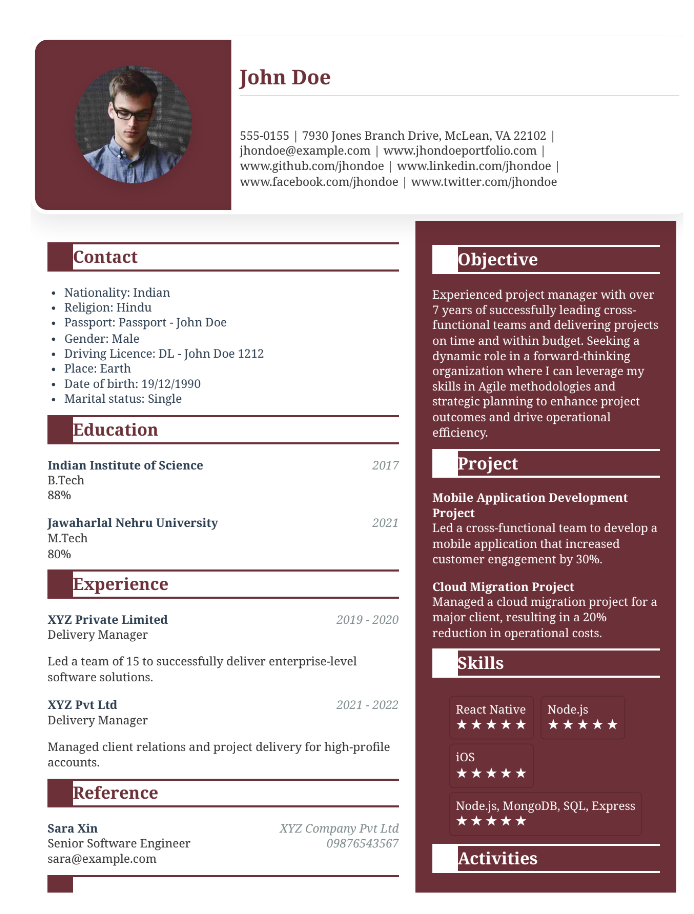 John Doe
555-0155 | 7930 Jones Branch Drive, McLean, VA 22102 |
jhondoe@example.com | www.jhondoeportfolio.com |
www.github.com/jhondoe | www.linkedin.com/jhondoe |
www.facebook.com/jhondoe | www.twitter.com/jhondoe
Contact
• Nationality: Indian
• Religion: Hindu
• Passport: Passport - John Doe
• Gender: Male
• Driving Licence: DL - John Doe 1212
• Place: Earth
• Date of birth: 19/12/1990
• Marital status: Single
Education
Indian Institute of Science 2017
B.Tech
88%
Jawaharlal Nehru University 2021
M.Tech
80%
Experience
XYZ Private Limited 2019 - 2020
Delivery Manager
Led a team of 15 to successfully deliver enterprise-level
software solutions.
XYZ Pvt Ltd 2021 - 2022
Delivery Manager
Managed client relations and project delivery for high-profile
accounts.
Reference
Sara Xin XYZ Company Pvt Ltd
Senior Software Engineer 09876543567
sara@example.com
Objective
Experienced project manager with over
7 years of successfully leading cross-
functional teams and delivering projects
on time and within budget. Seeking a
dynamic role in a forward-thinking
organization where I can leverage my
skills in Agile methodologies and
strategic planning to enhance project
outcomes and drive operational
efficiency.
Project
Mobile Application Development
Project
Led a cross-functional team to develop a
mobile application that increased
customer engagement by 30%.
Cloud Migration Project
Managed a cloud migration project for a
major client, resulting in a 20%
reduction in operational costs.
Skills
React Native Node.js
★★★★★ ★★★★★
iOS
★★★★★
Node.js, MongoDB, SQL, Express
★★★★★
Activities